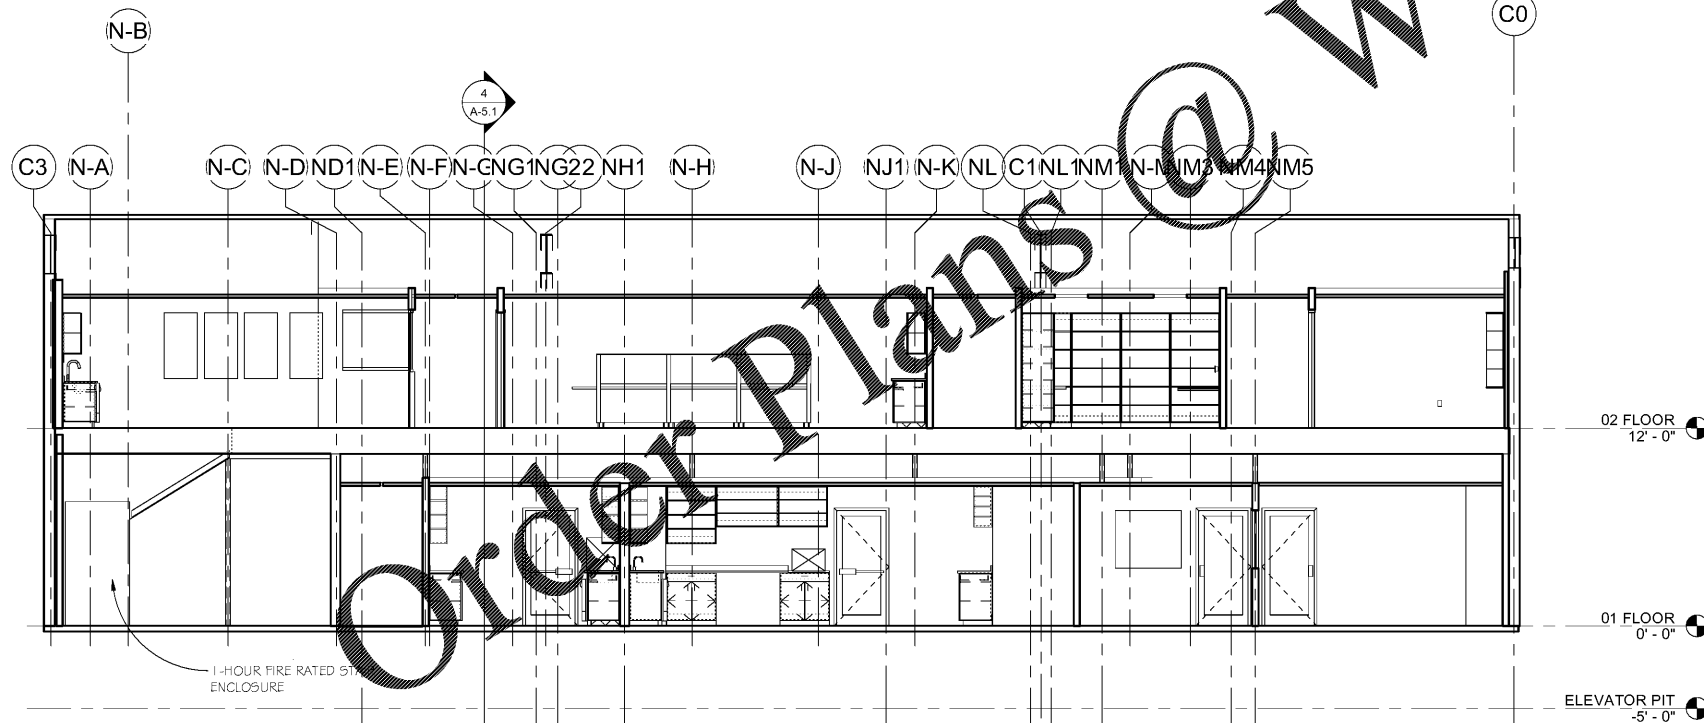 N-B
C0
4
A-5.1
C3 N-A N-C N-D ND1 N-E N-F N-G NG1 NG22 NH1 N-H N-J NJ1 N-K NL C1 NL1 NM1 N-M NM3 NM4 NM5
02 FLOOR
12' - 0"
01 FLOOR
0' - 0"
1-HOUR FIRE RATED
ENCLOSURE
ELEVATOR PIT
-5' - 0"
Order Plans @ W